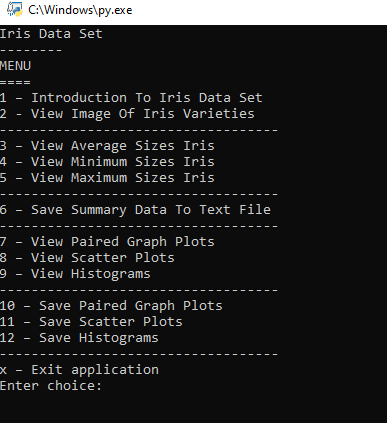 C:\Windows\py.exe
Iris Data Set
--------
MENU
====
1 – Introduction To Iris Data Set
2 - View Image Of Iris Varieties
-----------------------------------
3 – View Average Sizes Iris
4 – View Minimum Sizes Iris
5 – View Maximum Sizes Iris
-----------------------------------
6 – Save Summary Data To Text File
-----------------------------------
7 – View Paired Graph Plots
8 – View Scatter Plots
9 – View Histograms
-----------------------------------
10 – Save Paired Graph Plots
11 – Save Scatter Plots
12 – Save Histograms
-----------------------------------
x – Exit application
Enter choice: